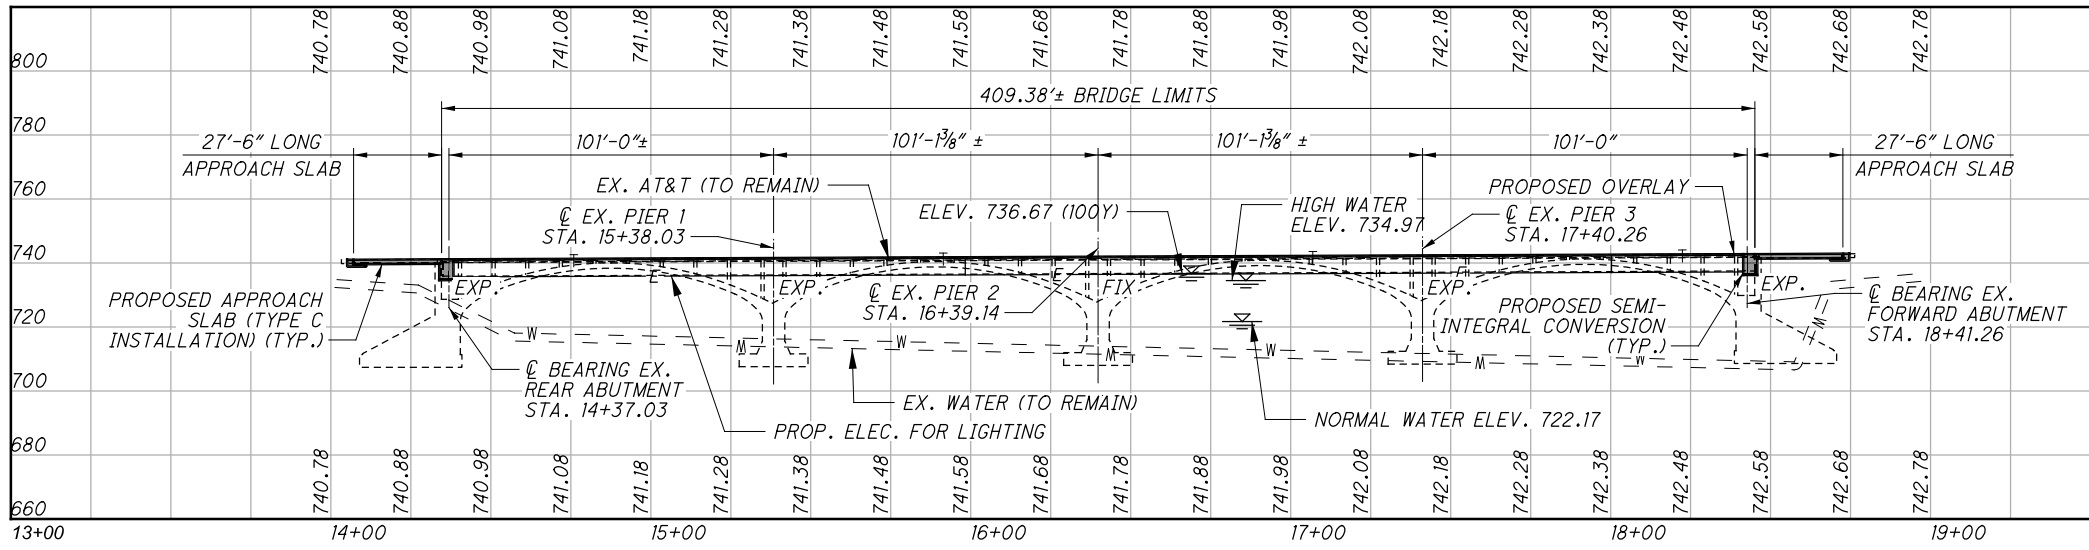 740.78 740.88 740.98 741.08 741.18 741.28 741.38 741.48 741.58 741.68 741.78 741.88 741.98 742.08 742.18 742.28 742.38 742.48 742.58 742.68 742.78
800
780
760
740
720
700
680
660
409.38'± BRIDGE LIMITS
27'-6" LONG
APPROACH SLAB
101'-0"±
101'-1⅜" ±
101'-1⅜" ±
101'-0"
27'-6" LONG
APPROACH SLAB
EX. AT&T (TO REMAIN)
℄ EX. PIER 1
STA. 15+38.03
ELEV. 736.67 (100Y)
HIGH WATER
ELEV. 734.97
PROPOSED OVERLAY
℄ EX. PIER 3
STA. 17+40.26
E
E
EXP.
EXP.
FIX
EXP.
EXP.
PROPOSED APPROACH
SLAB (TYPE C
INSTALLATION) (TYP.)
℄ EX. PIER 2
STA. 16+39.14
PROPOSED SEMI-
INTEGRAL CONVERSION
(TYP.)
℄ BEARING EX.
FORWARD ABUTMENT
STA. 18+41.26
W
W
W
W
W
W
W
W
W
℄ BEARING EX.
REAR ABUTMENT
STA. 14+37.03
EX. WATER (TO REMAIN)
PROP. ELEC. FOR LIGHTING
NORMAL WATER ELEV. 722.17
740.78 740.88 740.98 741.08 741.18 741.28 741.38 741.48 741.58 741.68 741.78 741.88 741.98 742.08 742.18 742.28 742.38 742.48 742.58 742.68 742.78
13+00 14+00 15+00 16+00 17+00 18+00 19+00